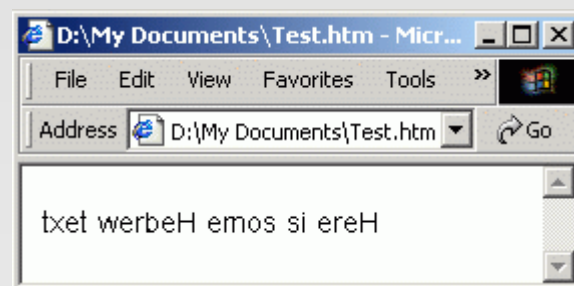 D:\My Documents\Test.htm - Micr...
File Edit View Favorites Tools »
Address D:\My Documents\Test.htm Go
txet werbeH emos si ereH